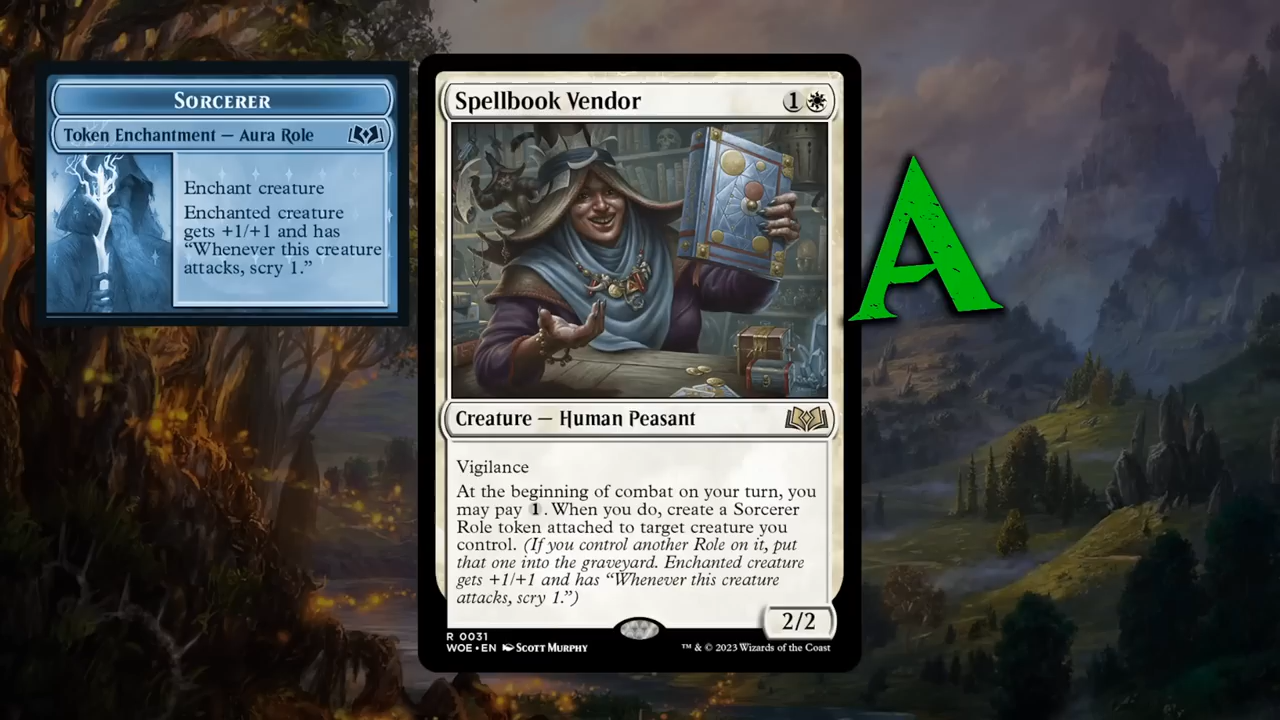 SORCERER
Token Enchantment — Aura Role
Enchant creature
Enchanted creature
gets +1/+1 and has
“Whenever this creature
attacks, scry 1.”
Spellbook Vendor
1
Creature — Human Peasant
Vigilance
At the beginning of combat on your turn, you
may pay 1. When you do, create a Sorcerer
Role token attached to target creature you
control. (If you control another Role on it, put
that one into the graveyard. Enchanted creature
gets +1/+1 and has “Whenever this creature
attacks, scry 1.”)
2/2
R 0031
WOE • EN SCOTT MURPHY
™ & © 2023 Wizards of the Coast
A